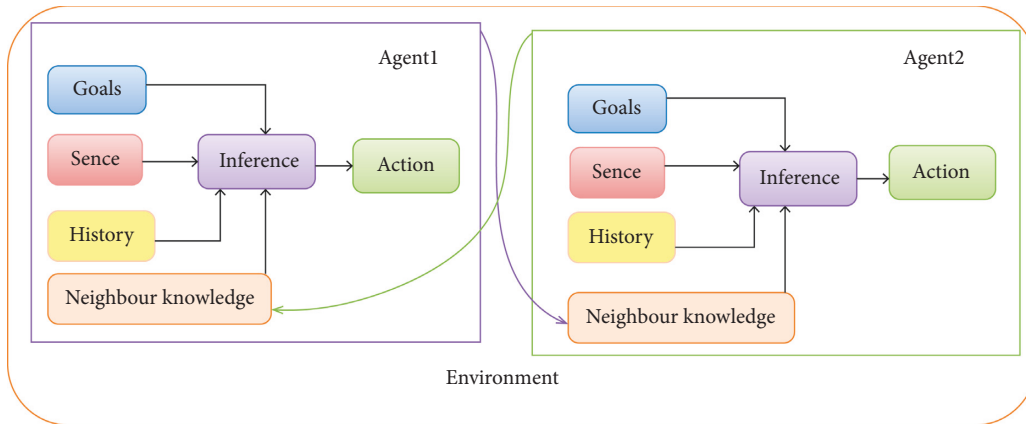 Agent1
Goals
Sence
Inference
Action
History
Neighbour knowledge
Agent2
Goals
Sence
Inference
Action
History
Neighbour knowledge
Environment